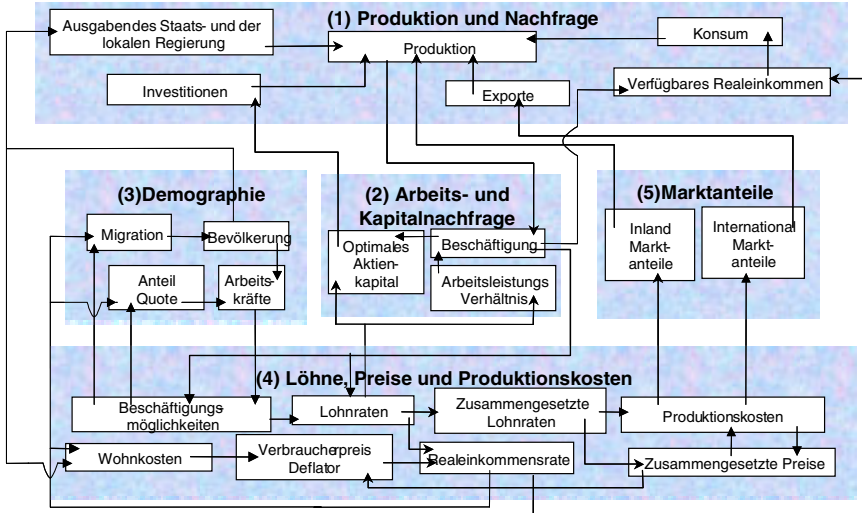 (1) Produktion und Nachfrage
Ausgaben des Staats- und der
lokalen Regierung
Produktion
Konsum
Investitionen
Exporte
Verfügbares Realeinkommen
(3)Demographie
Migration
Bevölkerung
Anteil
Quote
Arbeits-
kräfte
(2) Arbeits- und
Kapitalnachfrage
Optimales
Aktien-
kapital
Beschäftigung
Arbeitsleistungs
Verhältnis
(5)Marktanteile
Inland
Markt-
anteile
International
Markt-
anteile
(4) Löhne, Preise und Produktionskosten
Beschäftigungs-
möglichkeiten
Lohnraten
Zusammengesetzte
Lohnraten
Produktionskosten
Wohnkosten
Verbraucherpreis
Deflator
Realeinkommensrate
Zusammengesetzte Preise